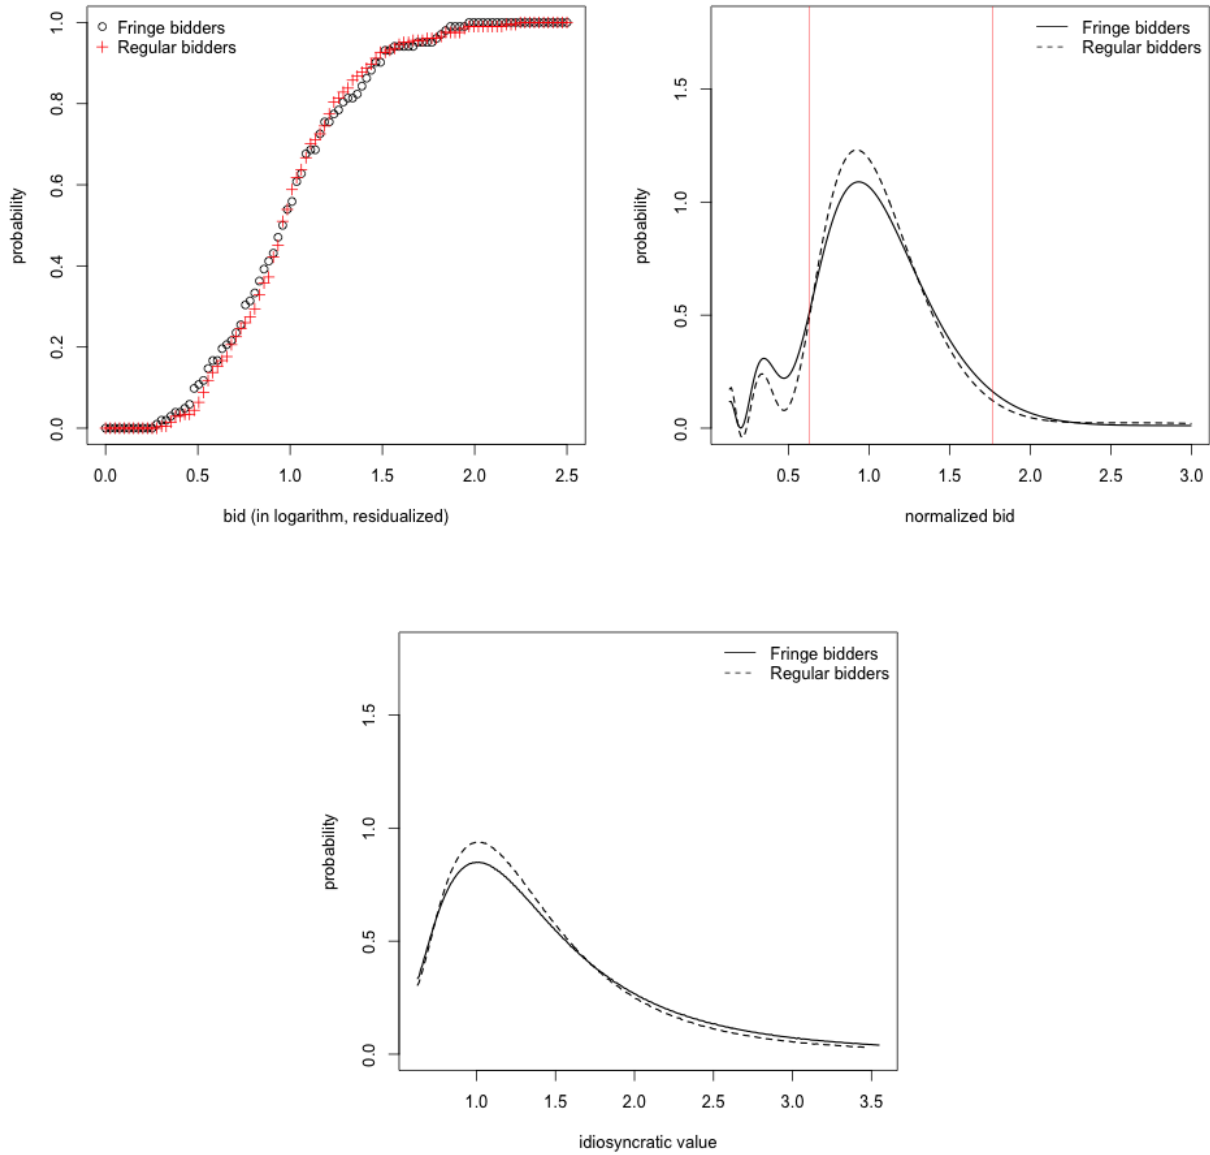 Fringe bidders
Regular bidders
probability
0.0
0.2
0.4
0.6
0.8
1.0
0.0 0.5 1.0 1.5 2.0 2.5
bid (in logarithm, residualized)
Fringe bidders
Regular bidders
probability
0.0
0.5
1.0
1.5
0.5 1.0 1.5 2.0 2.5 3.0
normalized bid
Fringe bidders
Regular bidders
probability
0.0
0.5
1.0
1.5
1.0 1.5 2.0 2.5 3.0 3.5
idiosyncratic value